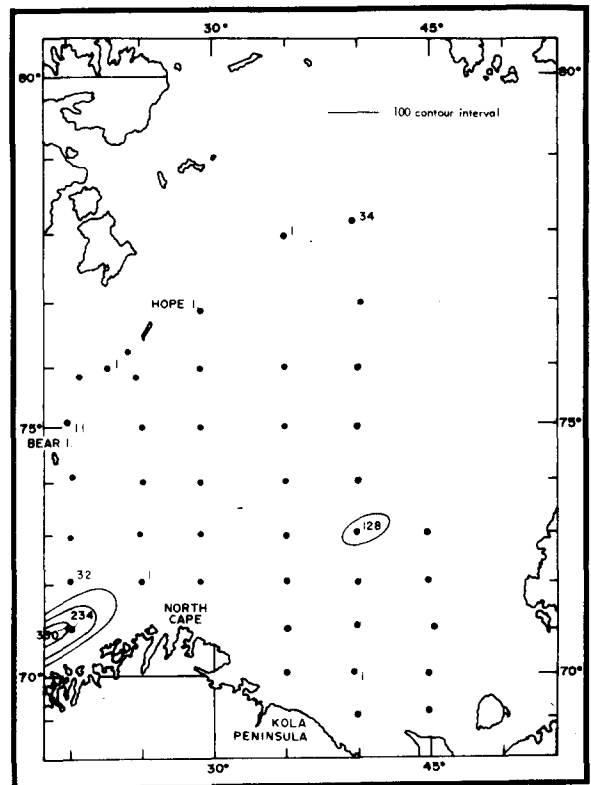 30° 45°
80° 80°
100 contour interval
34
1
HOPE I.
1
11
75° 75°
BEAR I.
128
32 1
NORTH
CAPE
234
330
70° 70°
1
KOLA
PENINSULA
30° 45°